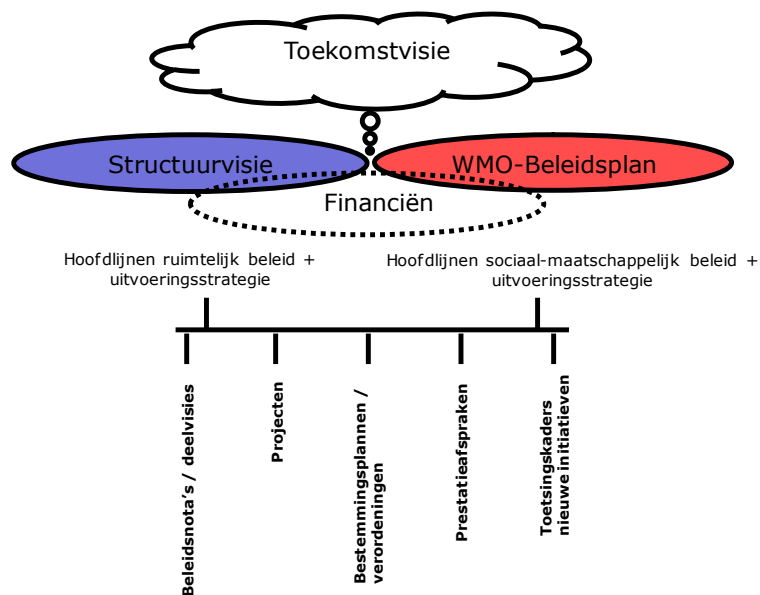 Toekomstvisie
Structuurvisie
WMO-Beleidsplan
Financiën
Hoofdlijnen ruimtelijk beleid +
uitvoeringsstrategie
Hoofdlijnen sociaal-maatschappelijk beleid +
uitvoeringsstrategie
Beleidsnota's / deelvisies
Projecten
Bestemmingsplannen /
verordeningen
Prestatieafspraken
Toetsingskaders
nieuwe initiatieven